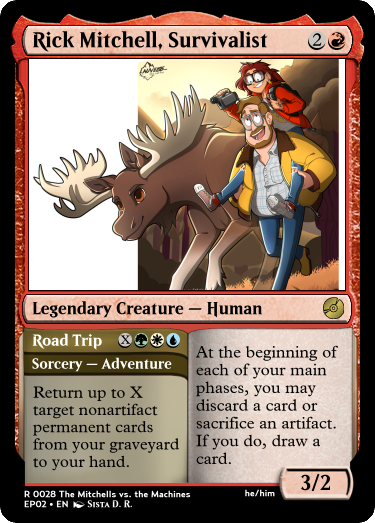 Rick Mitchell, Survivalist 2
Legendary Creature — Human
Road Trip X
Sorcery — Adventure
Return up to X
target nonartifact
permanent cards
from your graveyard
to your hand.
At the beginning of
each of your main
phases, you may
discard a card or
sacrifice an artifact.
If you do, draw a
card.
3/2
R 0028 The Mitchells vs. the Machines
he/him
EP02 • EN Sista D. R.